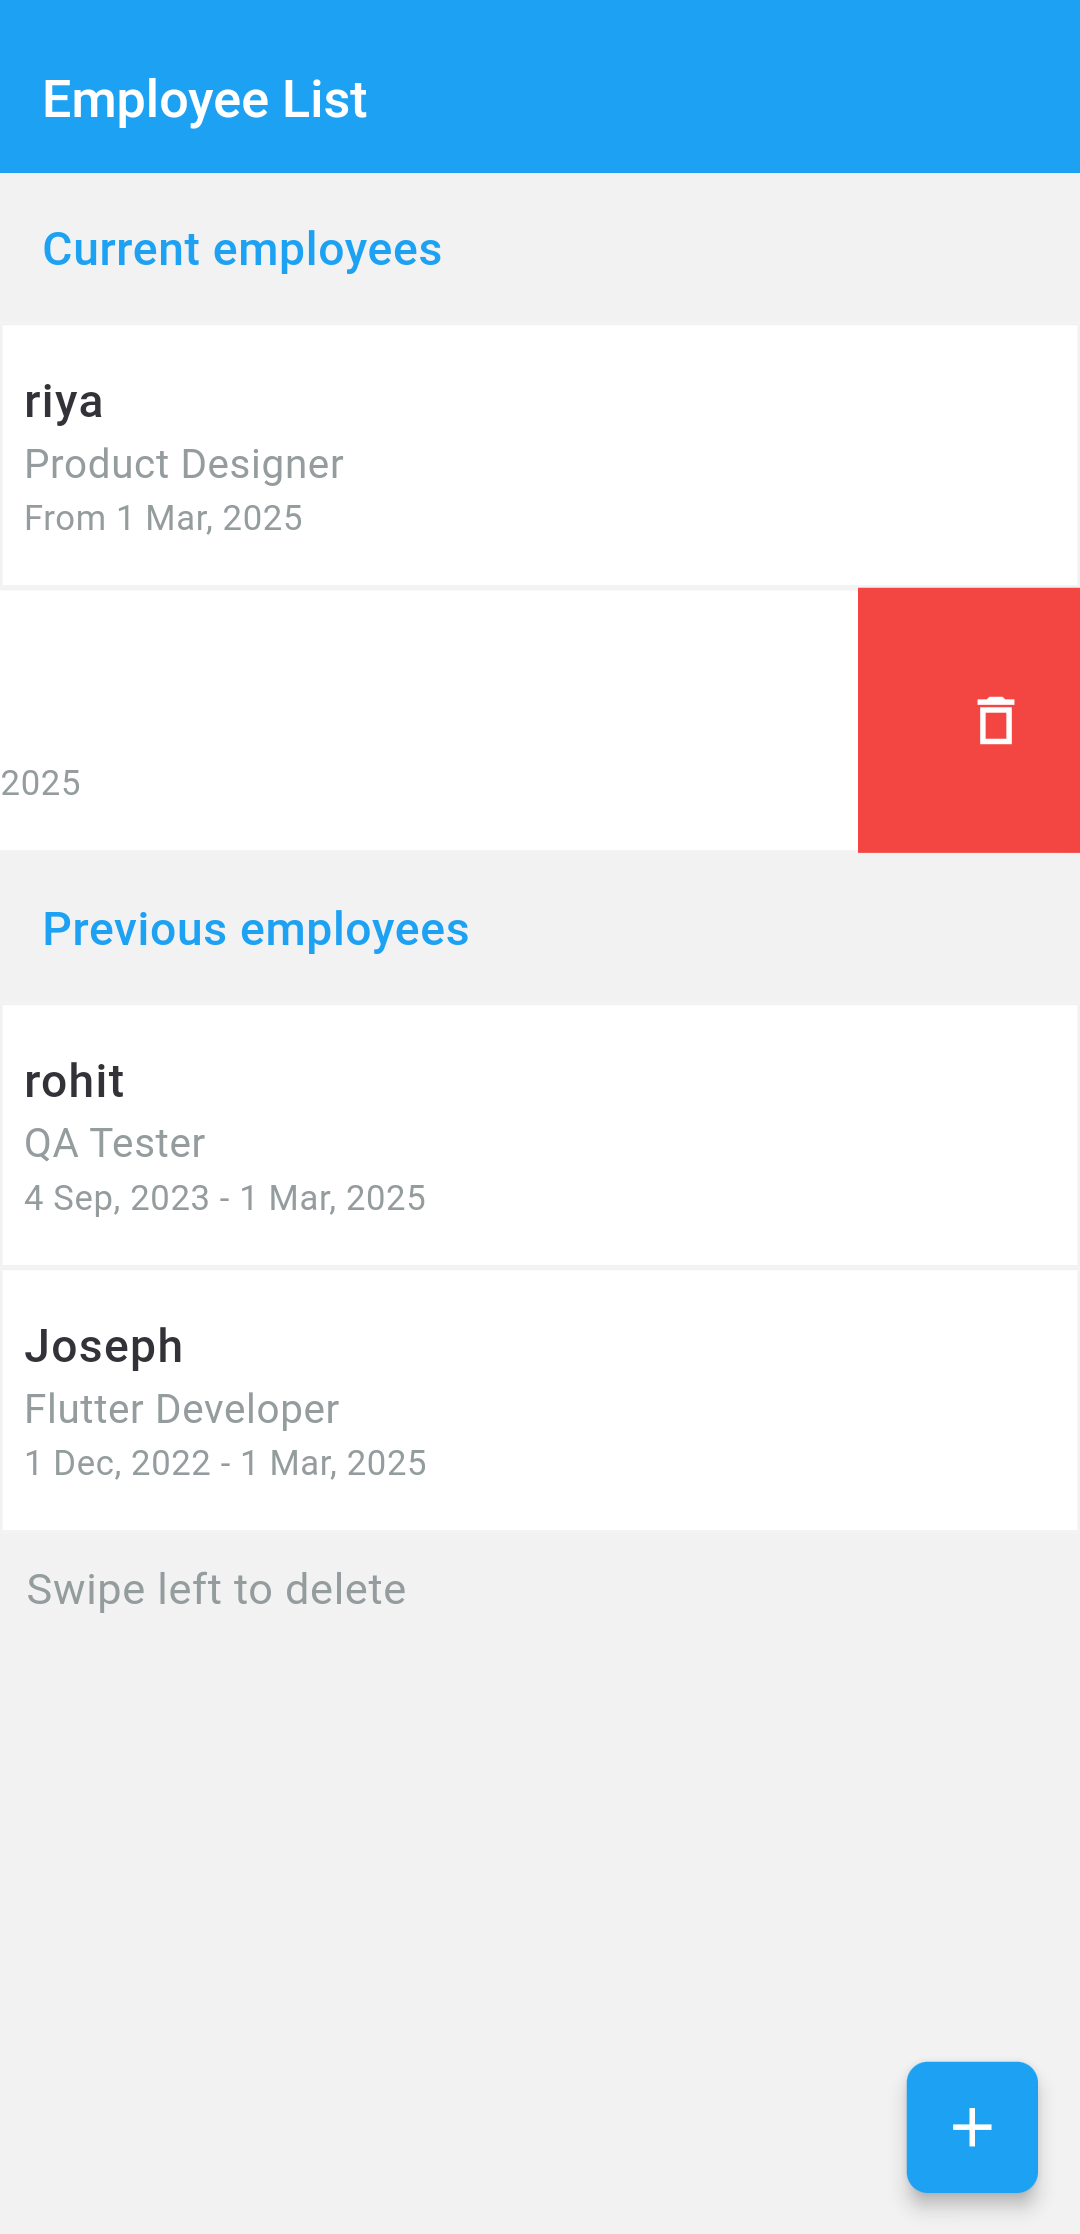 Employee List
Current employees
riya
Product Designer
From 1 Mar, 2025
2025
Previous employees
rohit
QA Tester
4 Sep, 2023 - 1 Mar, 2025
Joseph
Flutter Developer
1 Dec, 2022 - 1 Mar, 2025
Swipe left to delete